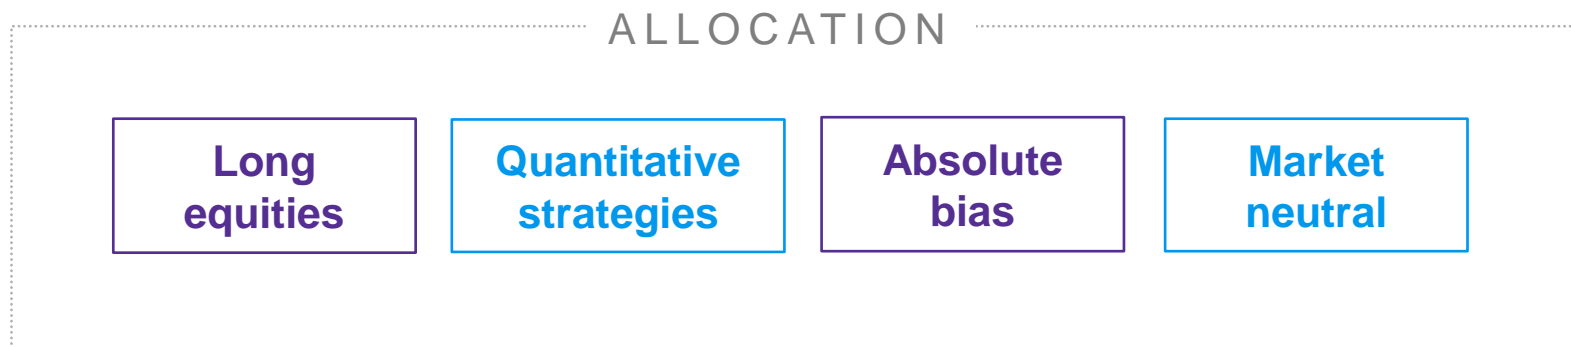 ALLOCATION
Long
equities
Quantitative
strategies
Absolute
bias
Market
neutral